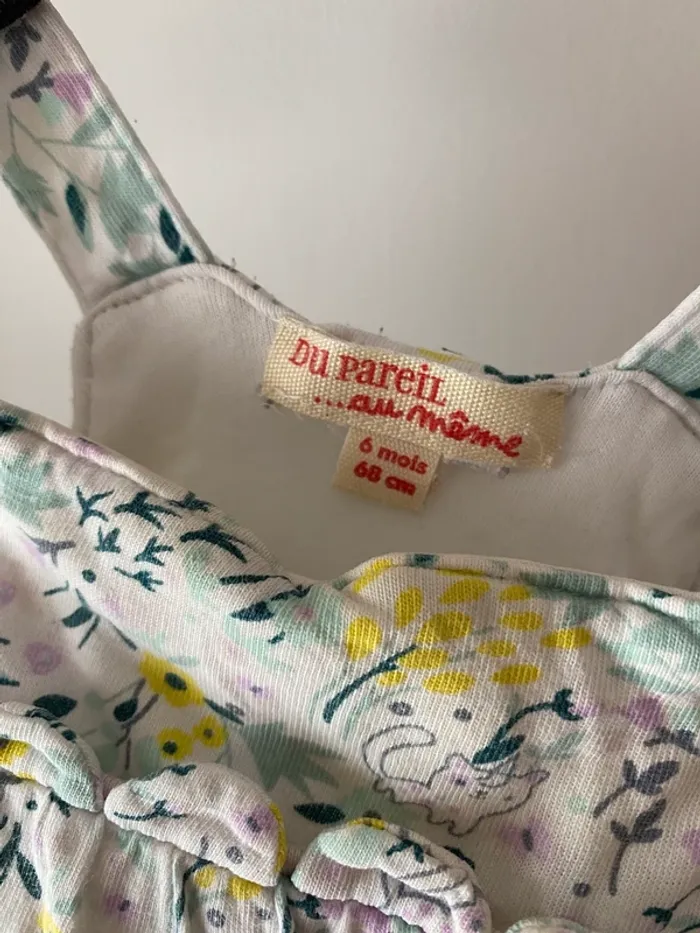 DU PAREIL
...au même
6 mois
68 cm